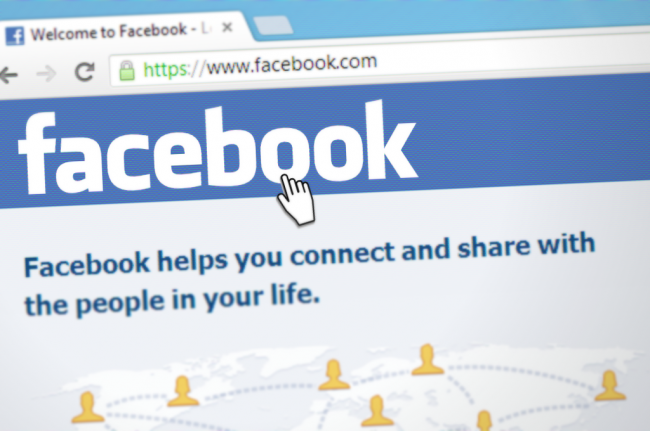 Welcome to Facebook - L
https://www.facebook.com
facebook
Facebook helps you connect and share with
the people in your life.